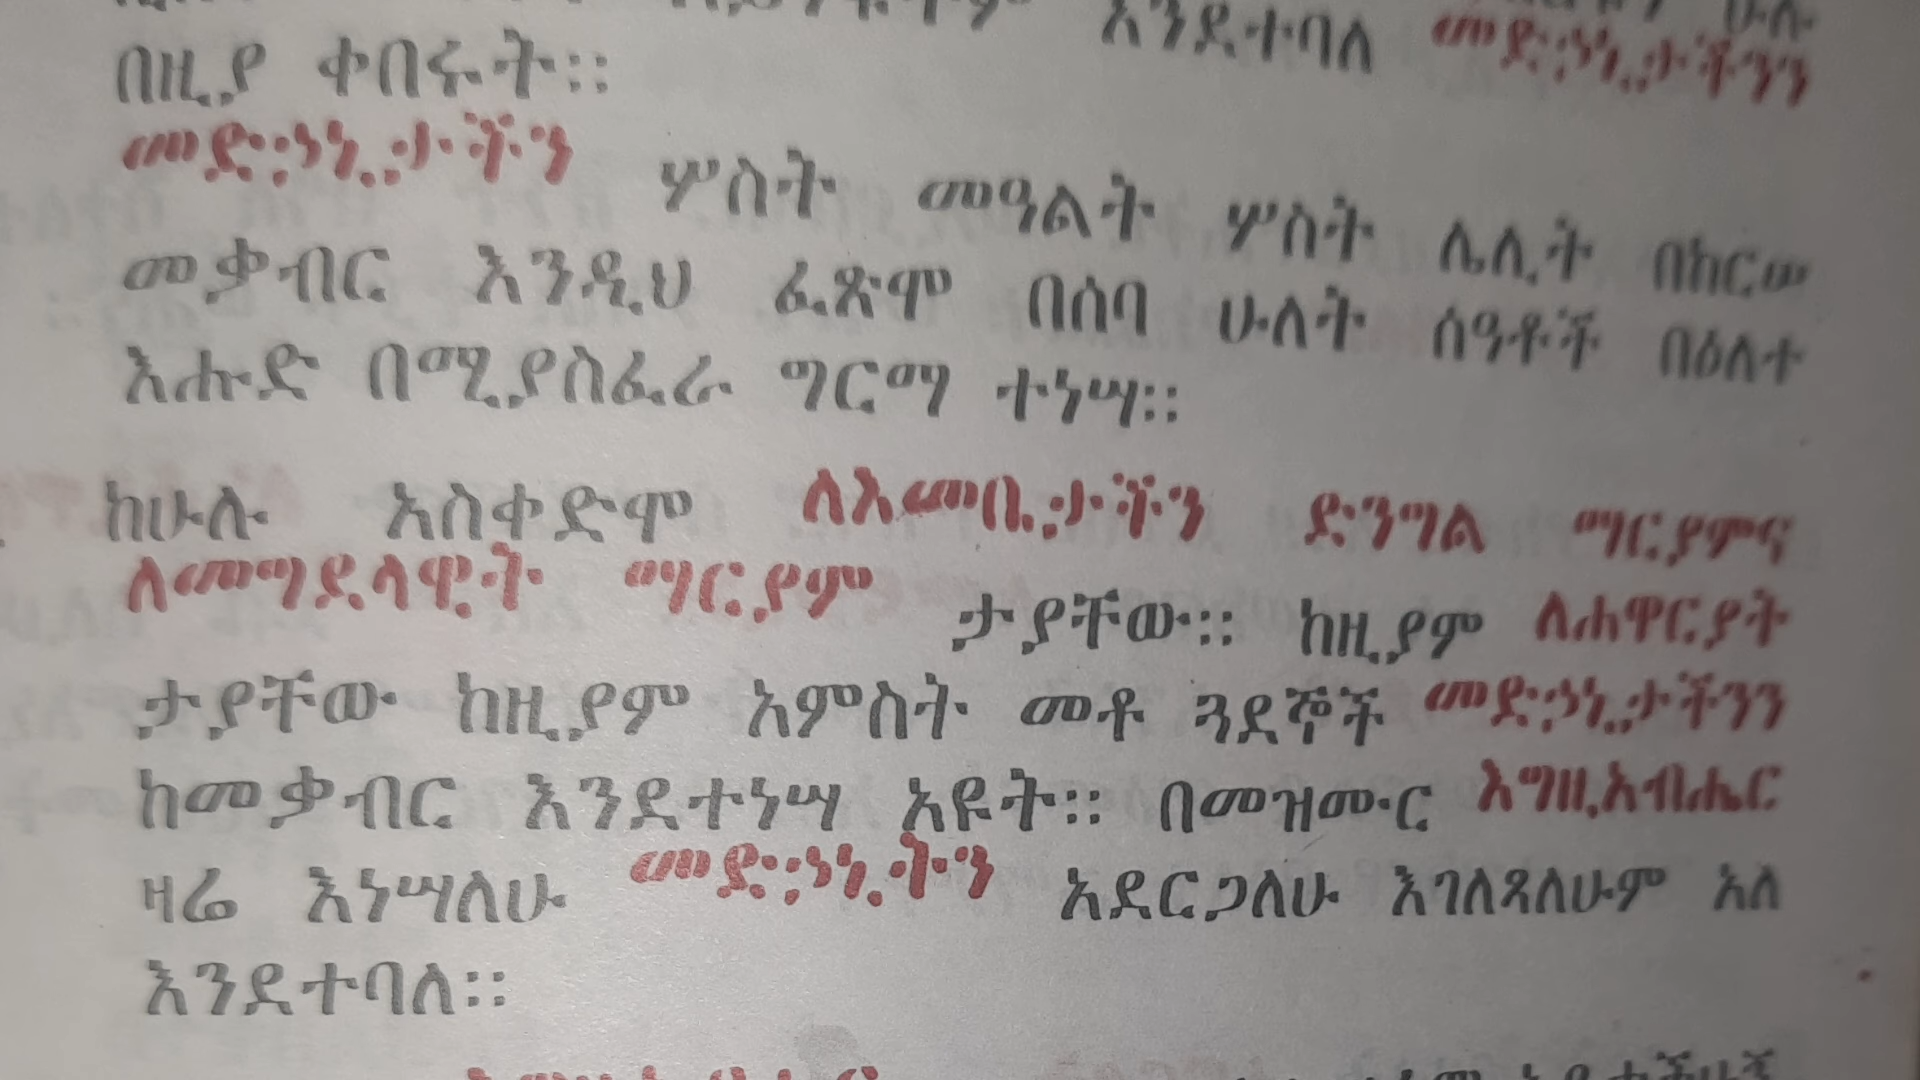 እንደተባለ መድኃኒታችንን
በዚያ ቀበሩት።
መድኃኒታችን ሦስት መዓልት ሦስት ሌሊት በከርሠ
መቃብር እንዲህ ፈጽሞ በሰባ ሁለት ሰዓቶች በዕለተ
እሑድ በሚያስፈራ ግርማ ተነሣ።
ከሁሉ አስቀድሞ ለእመቤታችን ድንግል ማርያምና
ለመግደላዊት ማርያም ታያቸው። ከዚያም ለሐዋርያት
ታያቸው ከዚያም አምስት መቶ ጓደኞች መድኃኒታችንን
ከመቃብር እንደተነሣ አዩት። በመዝሙር እግዚአብሔር
ዛሬ እነሣለሁ መድኃኒትን አደርጋለሁ እገለጻለሁም አለ
እንደተባለ።